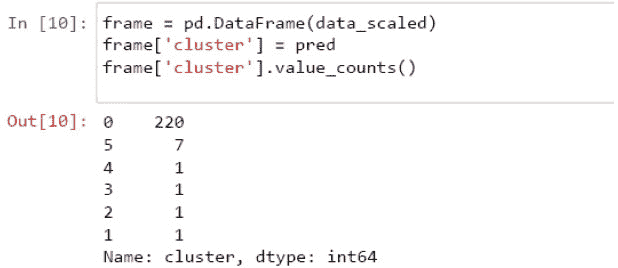 In [10]: frame = pd.DataFrame(data_scaled)
frame['cluster'] = pred
frame['cluster'].value_counts()
Out[10]: 0    220
5      7
4      1
3      1
2      1
1      1
Name: cluster, dtype: int64